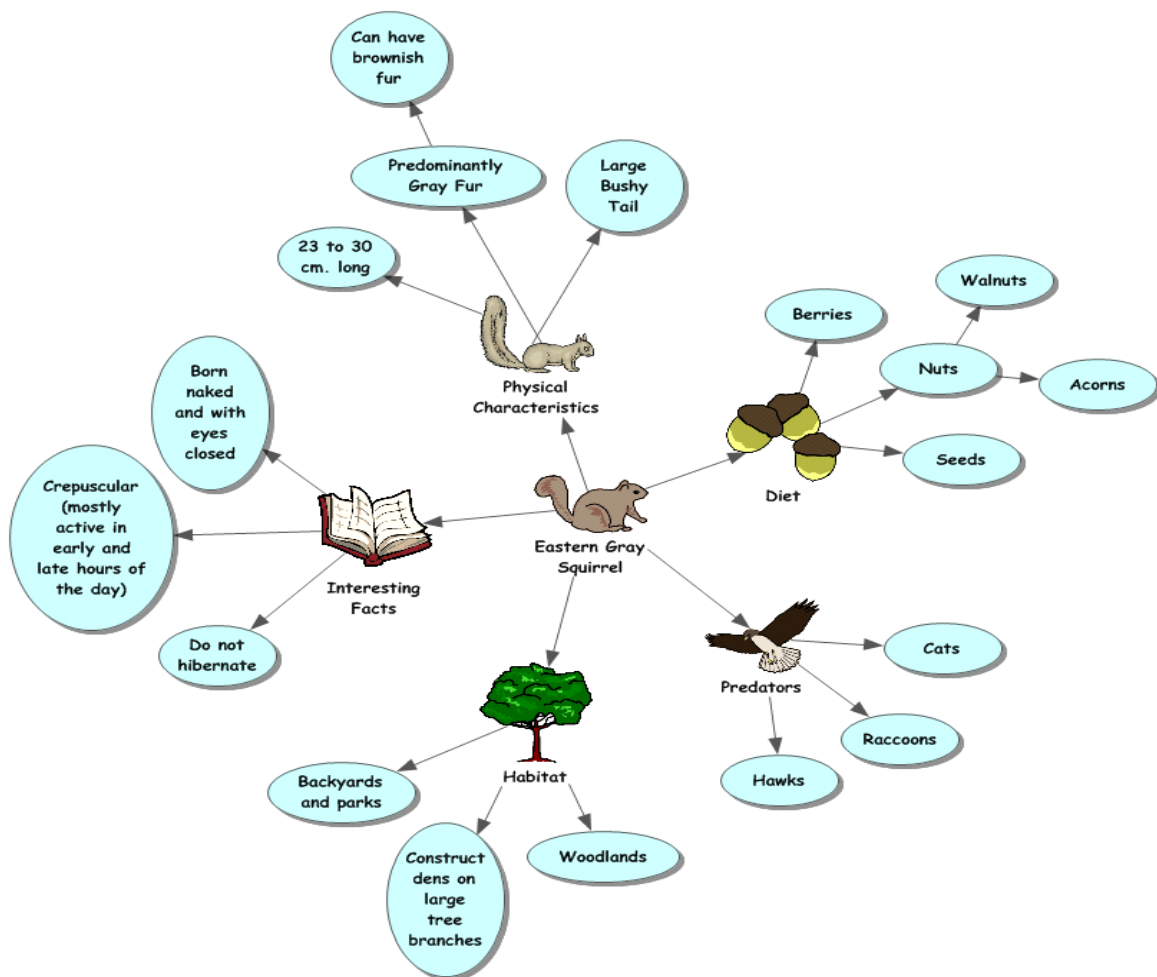 Can have
brownish
fur
Predominantly
Gray Fur
Large
Bushy
Tail
23 to 30
cm. long
Physical
Characteristics
Walnuts
Berries
Nuts
Acorns
Seeds
Diet
Born
naked
and with
eyes
closed
Crepuscular
(mostly
active in
early and
late hours of
the day)
Do not
hibernate
Interesting
Facts
Eastern Gray
Squirrel
Cats
Predators
Raccoons
Hawks
Habitat
Backyards
and parks
Construct
dens on
large
tree
branches
Woodlands